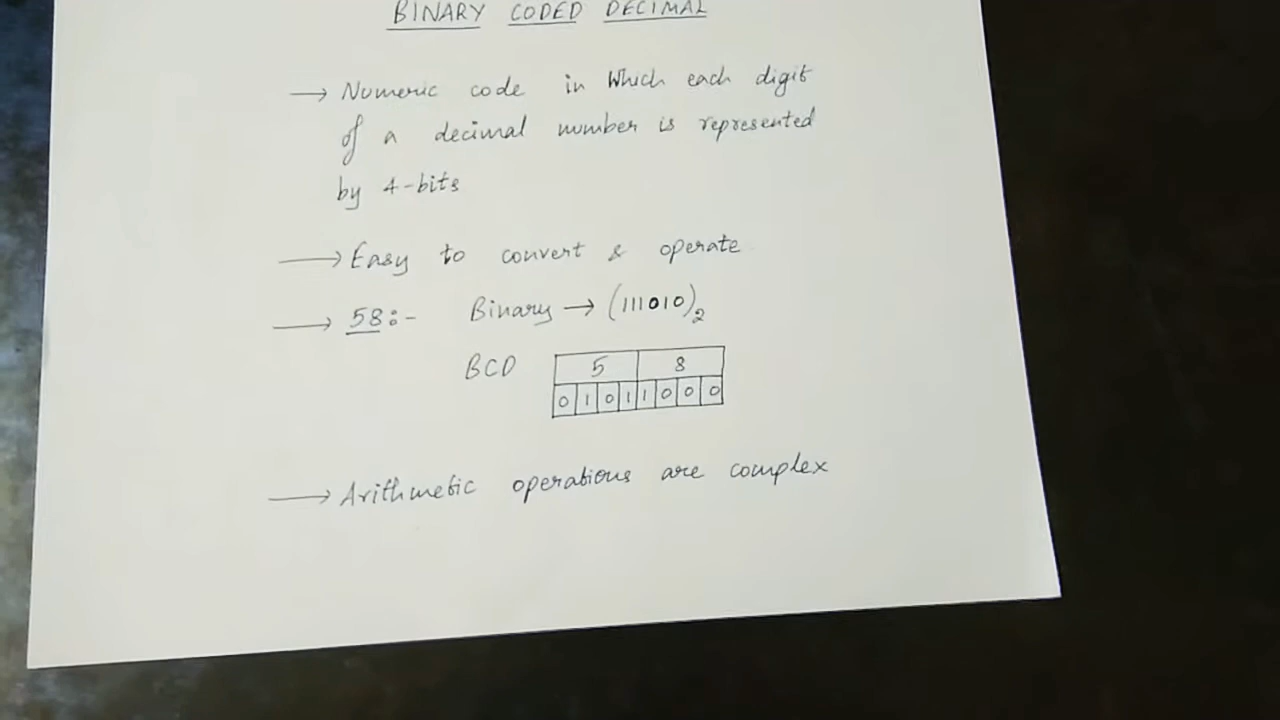 BINARY CODED DECIMAL
→ Numeric code in Which each digit
of a decimal number is represented
by 4-bits
→ Easy to convert & operate
→ 58:- Binary → (111010)2
BCD 5 8
0 1 0 1 1 0 0 0
→ Arithmetic operations are complex